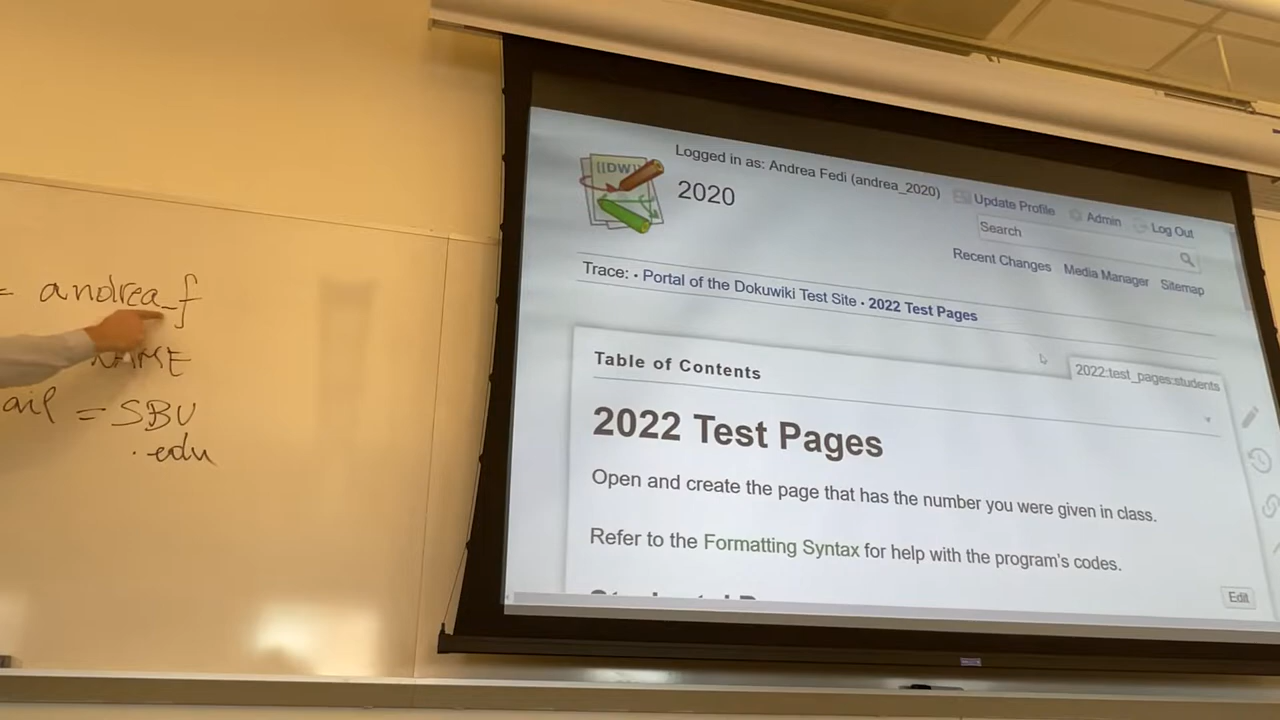 = andrea_f
NAME
ail = SBU
.edu
[[DW]]
Logged in as: Andrea Fedi (andrea_2020)
Update Profile
Admin
Log Out
2020
Search
Recent Changes
Media Manager
Sitemap
Trace: • Portal of the Dokuwiki Test Site • 2022 Test Pages
2022:test_pages:students
Table of Contents
2022 Test Pages
Open and create the page that has the number you were given in class.
Refer to the Formatting Syntax for help with the program's codes.
Edit